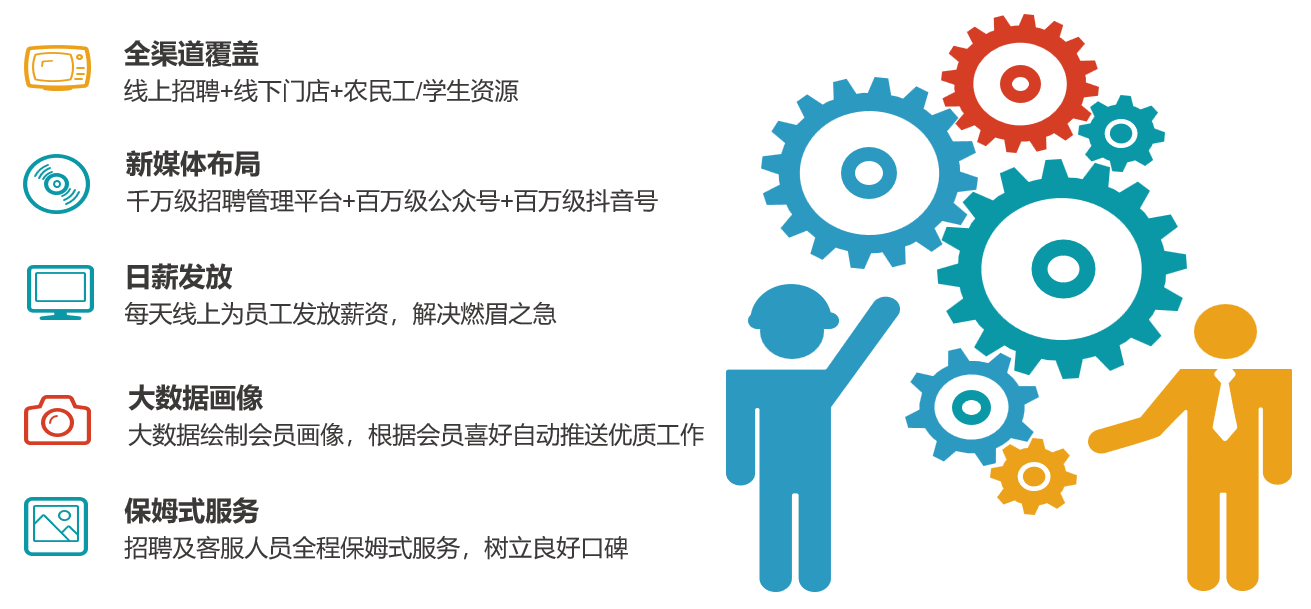 全渠道覆盖
线上招聘+线下门店+农民工/学生资源
新媒体布局
千万级招聘管理平台+百万级公众号+百万级抖音号
日薪发放
每天线上为员工发放薪资，解决燃眉之急
大数据画像
大数据绘制会员画像，根据会员喜好自动推送优质工作
保姆式服务
招聘及客服人员全程保姆式服务，树立良好口碑